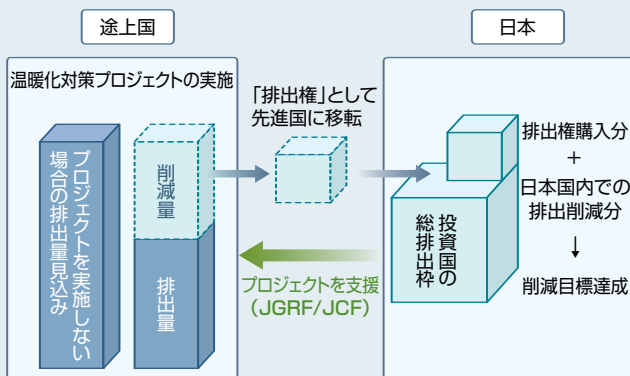 途上国
温暖化対策プロジェクトの実施
プロジェクトを実施しない
場合の排出量見込み
削減量
排出量
「排出権」として
先進国に移転
プロジェクトを支援
(JGRF/JCF)
日本
投資国の
総排出枠
排出権購入分
+
日本国内での
排出削減分
↓
削減目標達成